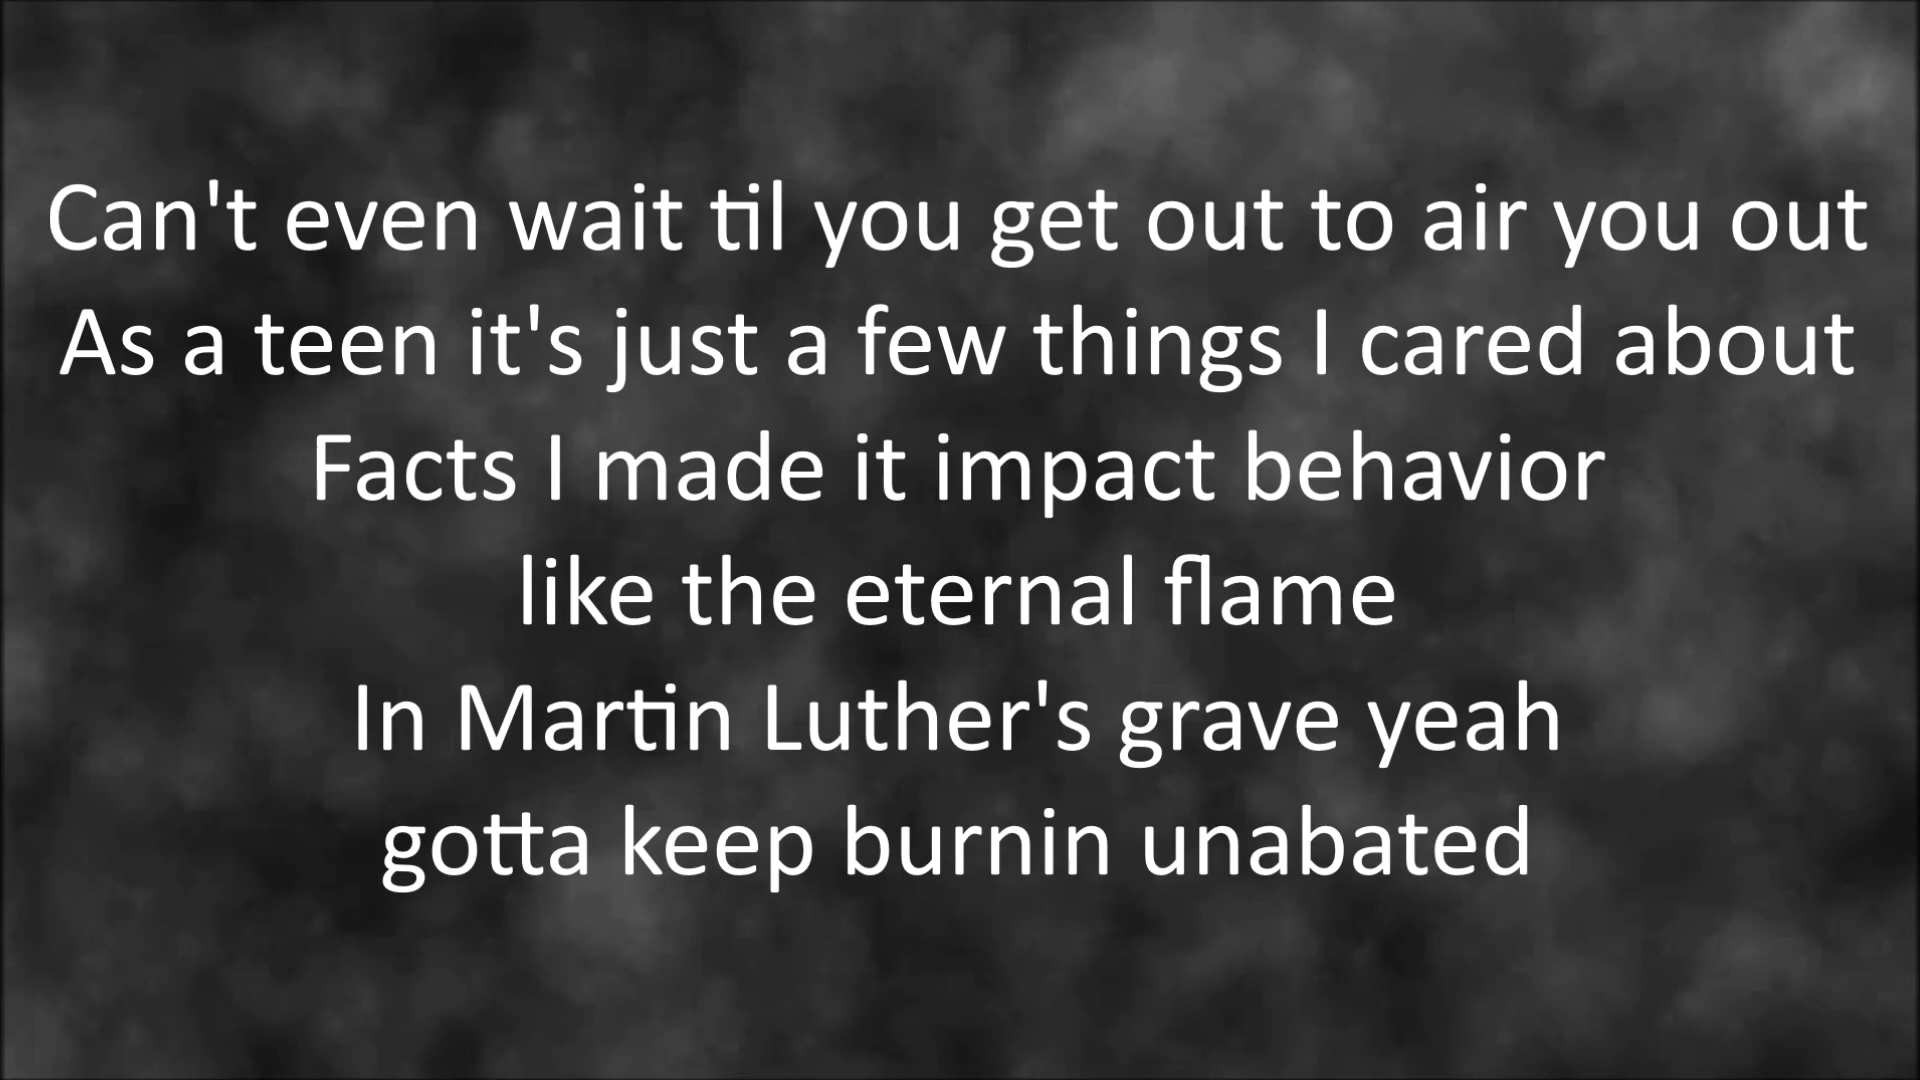 Can't even wait til you get out to air you out
As a teen it's just a few things I cared about
Facts I made it impact behavior
like the eternal flame
In Martin Luther's grave yeah
gotta keep burnin unabated